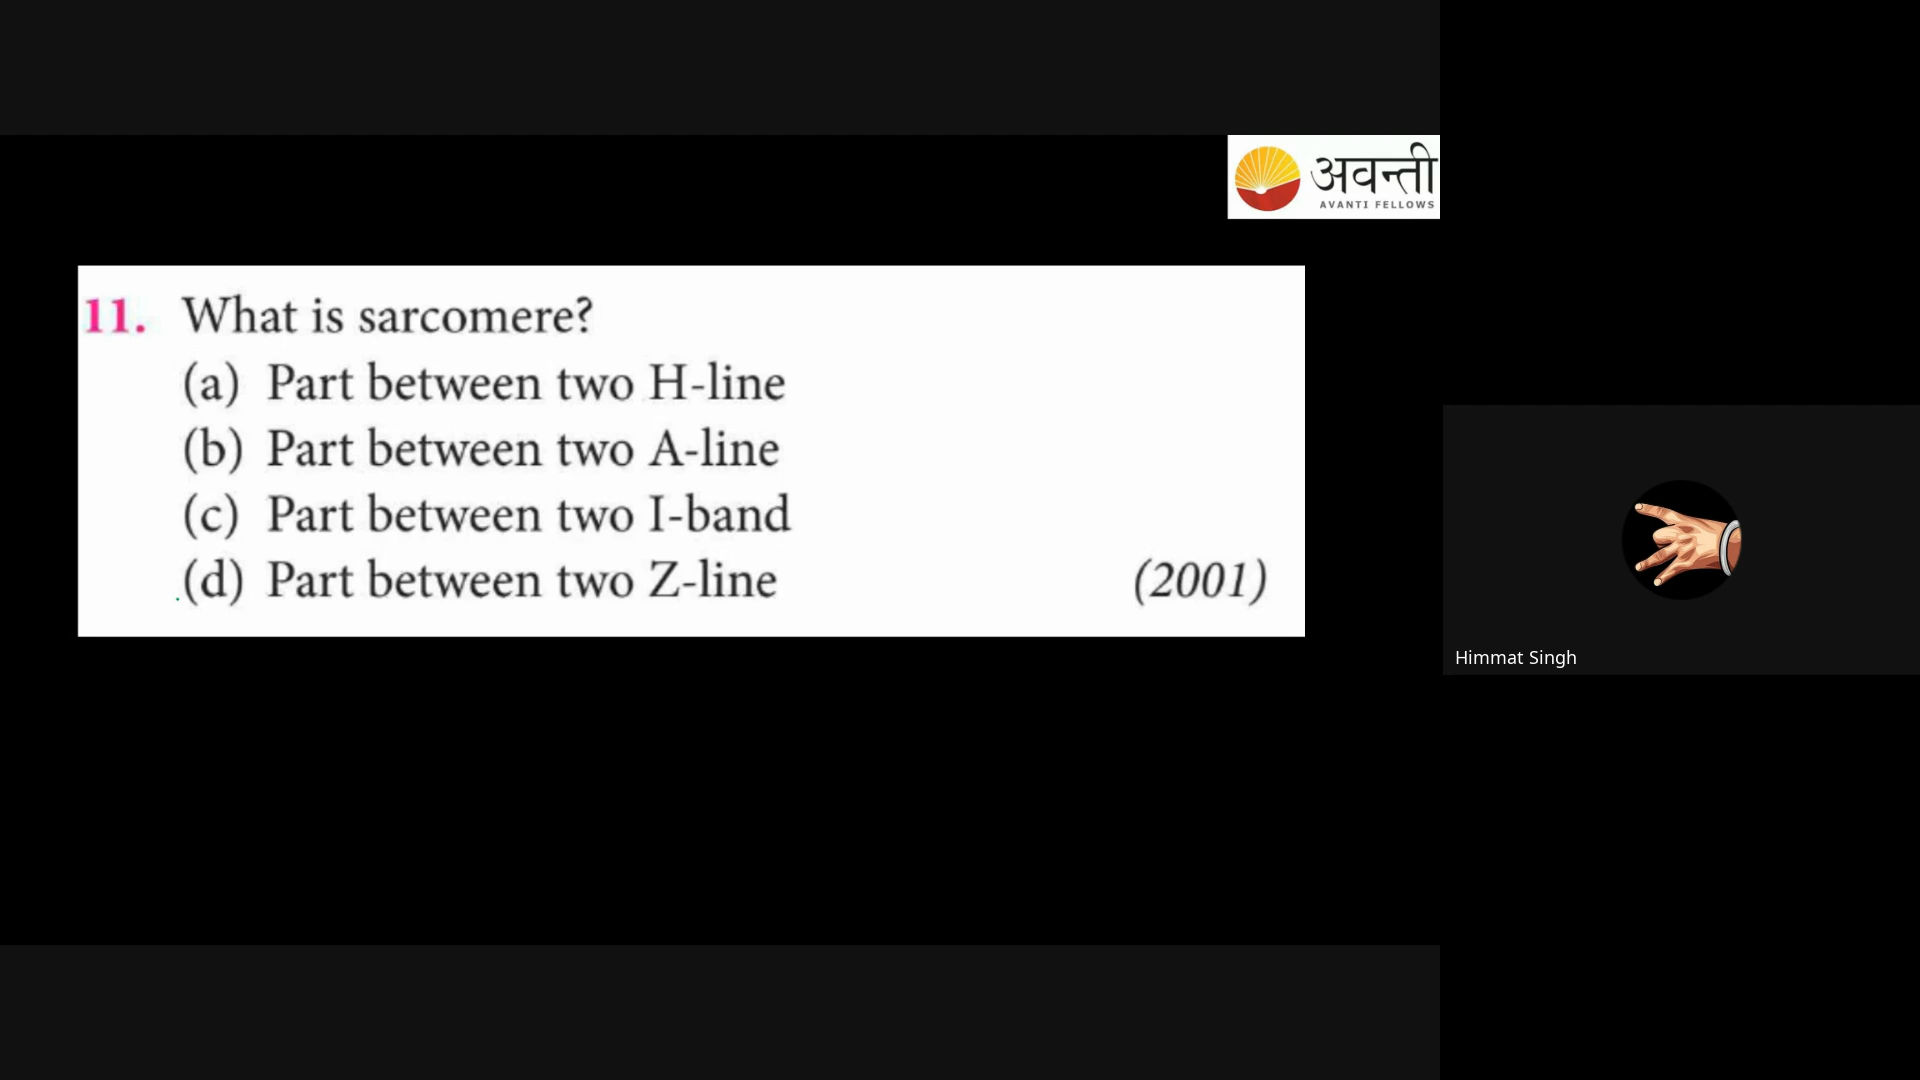 अवन्ती
AVANTI FELLOWS
11. What is sarcomere?
(a) Part between two H-line
(b) Part between two A-line
(c) Part between two I-band
(d) Part between two Z-line (2001)
Himmat Singh